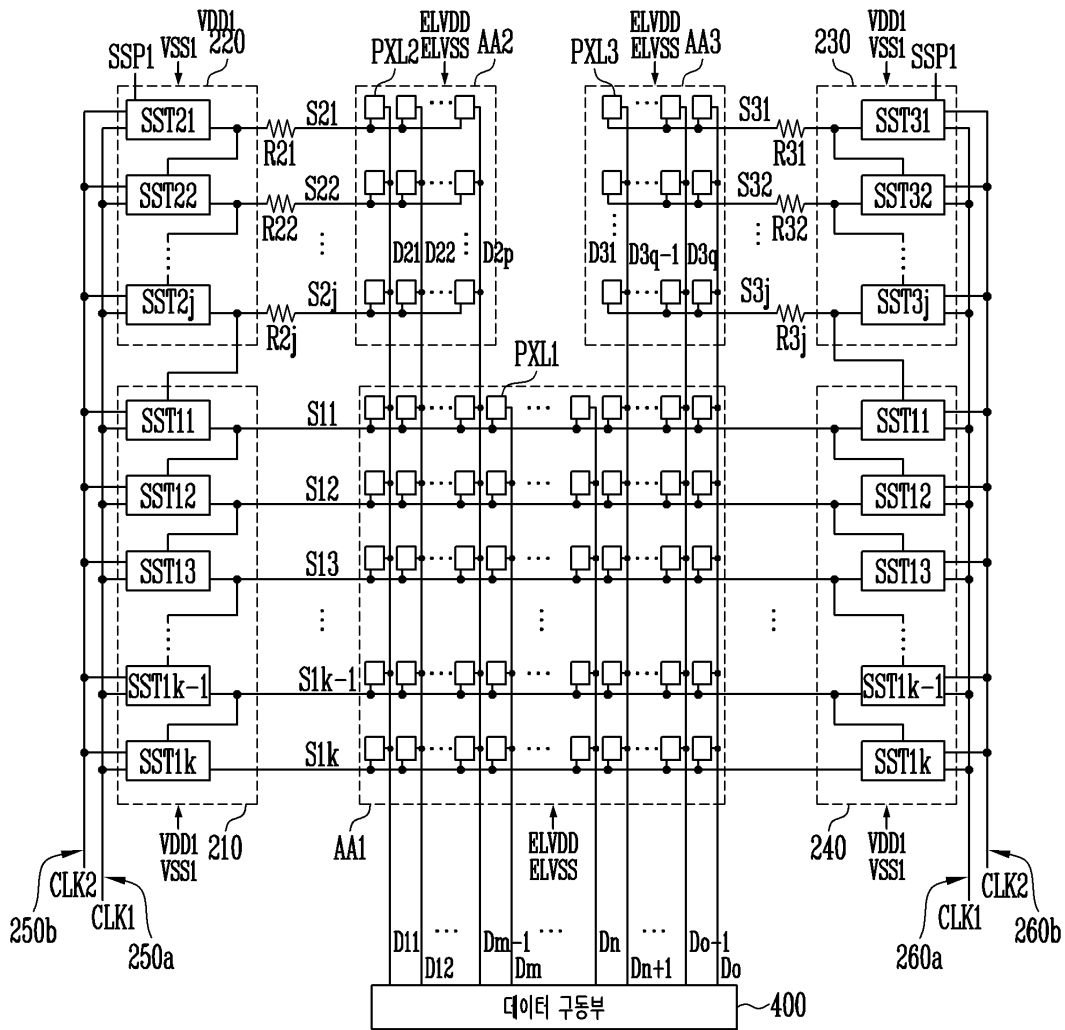 VDD1
VSS1
220
SSP1
PXL2
ELVDD
ELVSS
AA2
PXL3
ELVDD
ELVSS
AA3
230
VDD1
VSS1
SSP1
SST21
R21
S21
S31
R31
SST31
SST22
R22
S22
S32
R32
SST32
D21
D22
D2p
D31
D3q-1
D3q
SST2j
R2j
S2j
S3j
R3j
SST3j
PXL1
SST11
S11
SST11
SST12
S12
SST12
SST13
S13
SST13
SST1k-1
S1k-1
SST1k-1
SST1k
S1k
SST1k
VDD1
VSS1
210
AA1
ELVDD
ELVSS
240
VDD1
VSS1
CLK2
250b
CLK1
250a
260a
CLK1
CLK2
260b
D11
D12
Dm-1
Dm
Dn
Dn+1
Do-1
Do
데이터 구동부
400